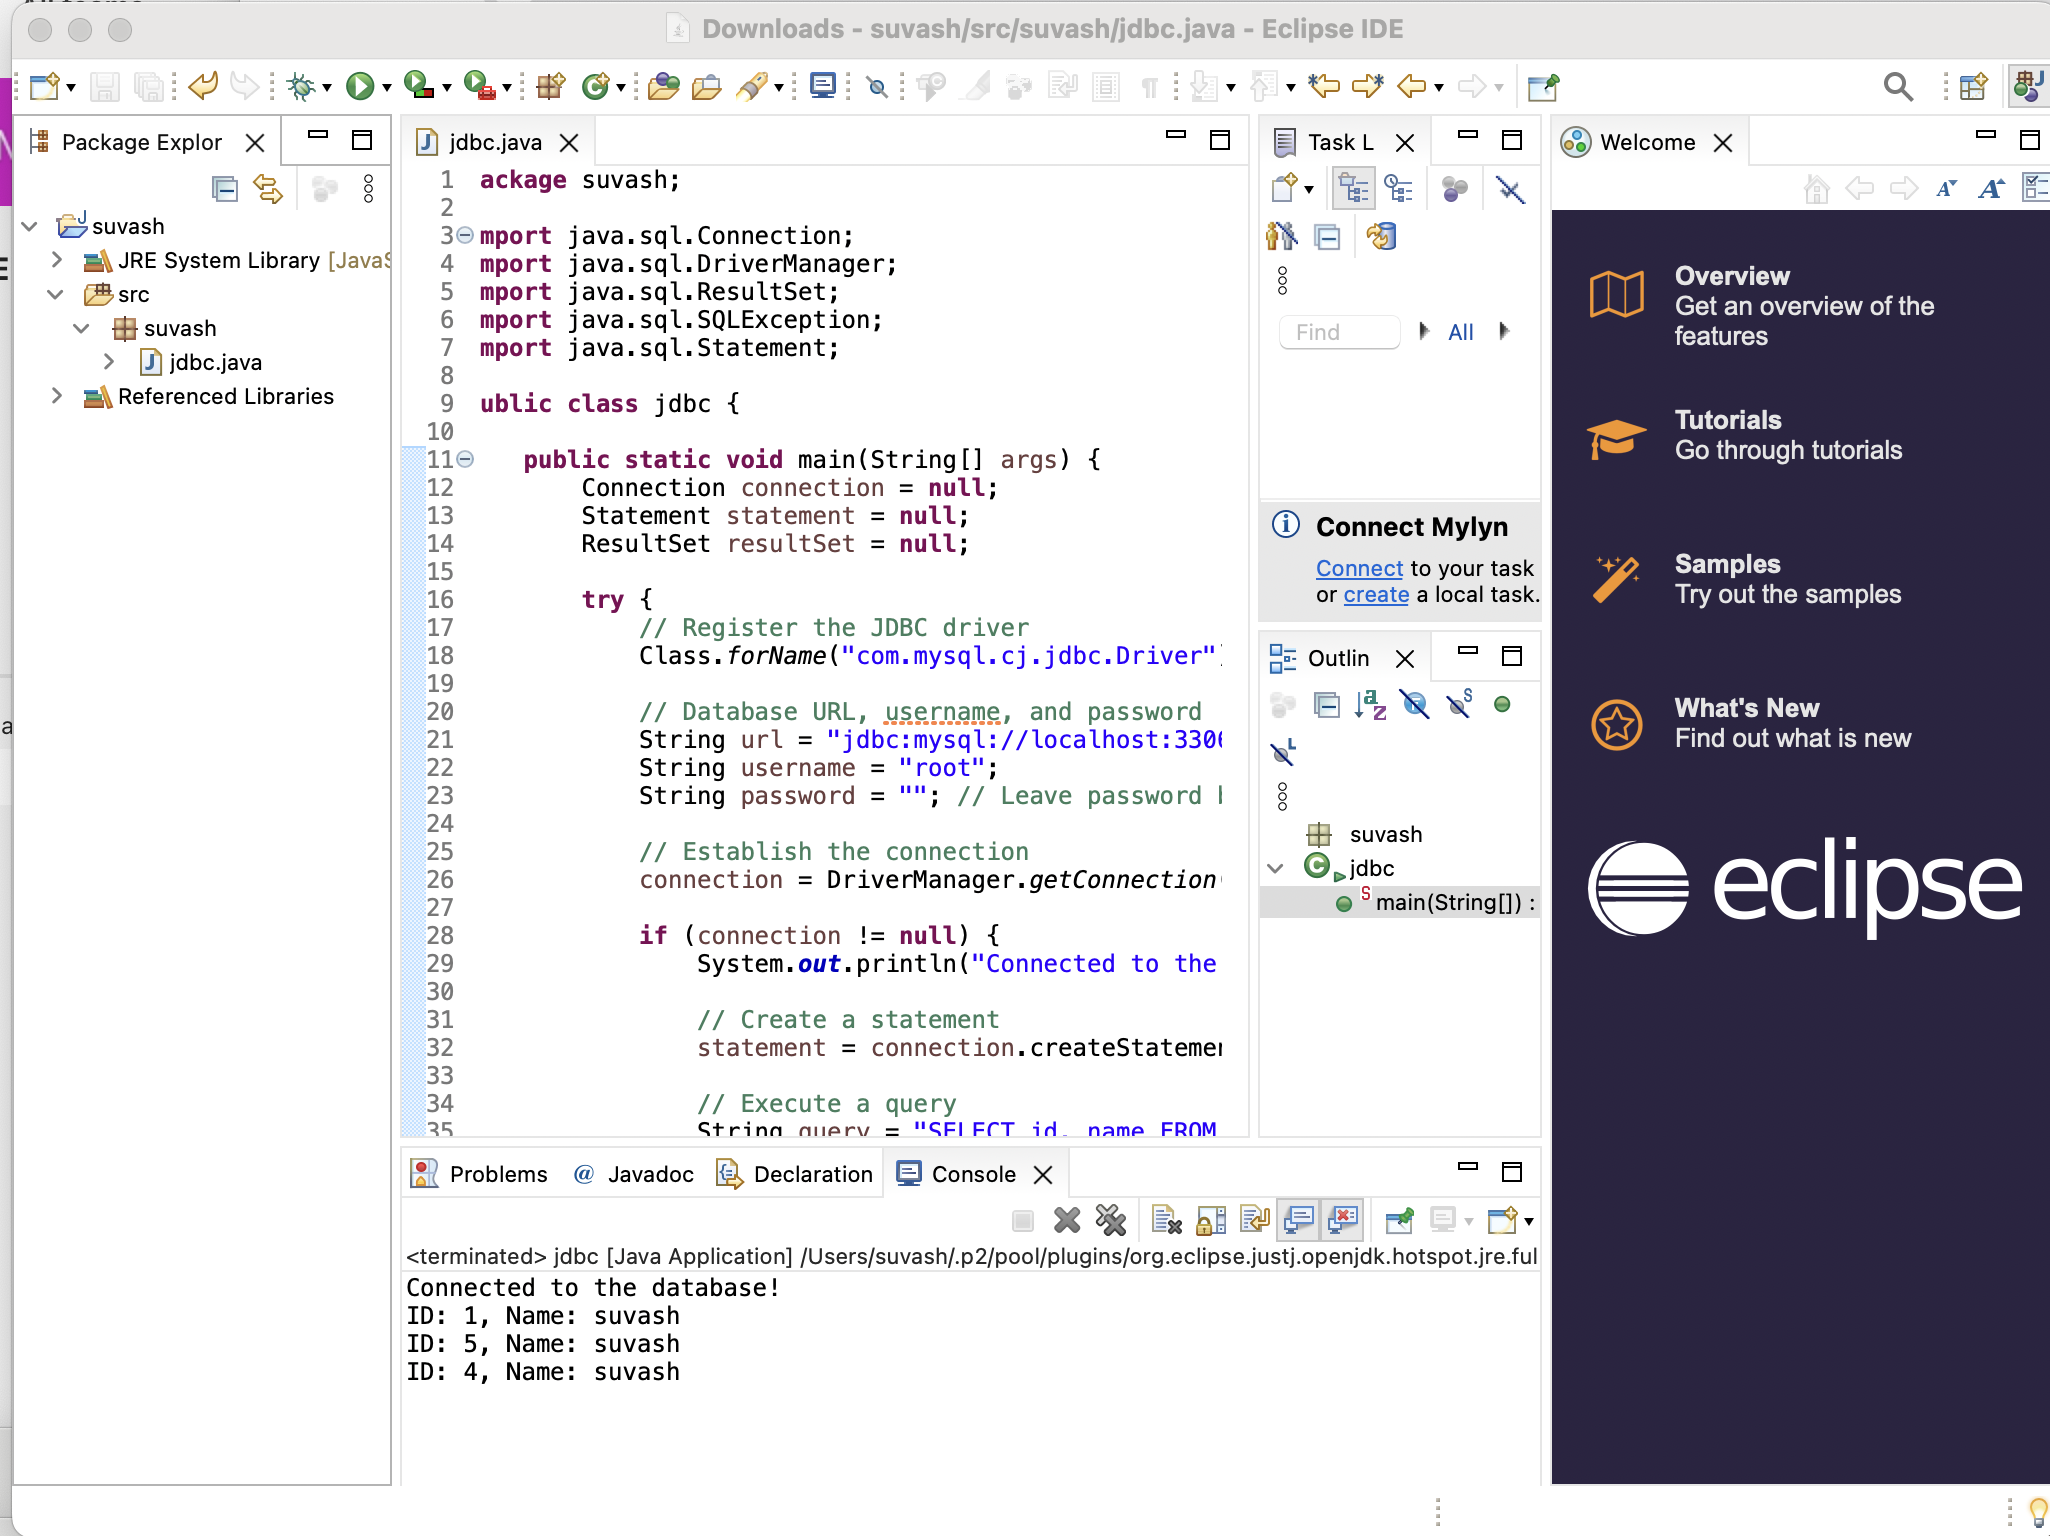 Downloads - suvash/src/suvash/jdbc.java - Eclipse IDE
Package Explor
suvash
JRE System Library [JavaS
src
suvash
jdbc.java
Referenced Libraries
jdbc.java
1 ackage suvash;
2
3 mport java.sql.Connection;
4 mport java.sql.DriverManager;
5 mport java.sql.ResultSet;
6 mport java.sql.SQLException;
7 mport java.sql.Statement;
8
9 ublic class jdbc {
10
11 public static void main(String[] args) {
12 Connection connection = null;
13 Statement statement = null;
14 ResultSet resultSet = null;
15
16 try {
17 // Register the JDBC driver
18 Class.forName("com.mysql.cj.jdbc.Driver")
19
20 // Database URL, username, and password
21 String url = "jdbc:mysql://localhost:3306
22 String username = "root";
23 String password = ""; // Leave password b
24
25 // Establish the connection
26 connection = DriverManager.getConnection(
27
28 if (connection != null) {
29 System.out.println("Connected to the
30
31 // Create a statement
32 statement = connection.createStatemen
33
34 // Execute a query
35 String query = "SELECT id, name FROM
Task L
Find
All
Connect Mylyn
Connect to your task
or create a local task.
Outlin
suvash
jdbc
main(String[]) :
Welcome
Overview
Get an overview of the
features
Tutorials
Go through tutorials
Samples
Try out the samples
What's New
Find out what is new
eclipse
Problems
Javadoc
Declaration
Console
<terminated> jdbc [Java Application] /Users/suvash/.p2/pool/plugins/org.eclipse.justj.openjdk.hotspot.jre.ful
Connected to the database!
ID: 1, Name: suvash
ID: 5, Name: suvash
ID: 4, Name: suvash